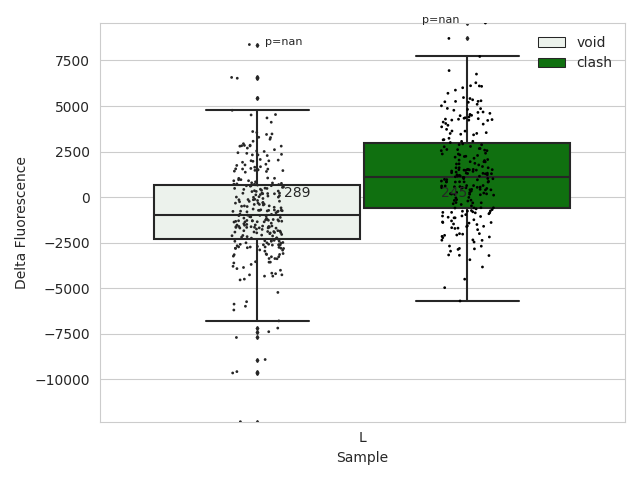 p=nan
p=nan
void
clash
7500
5000
2500
0
−2500
−5000
−7500
−10000
289
Delta Fluorescence
L
Sample